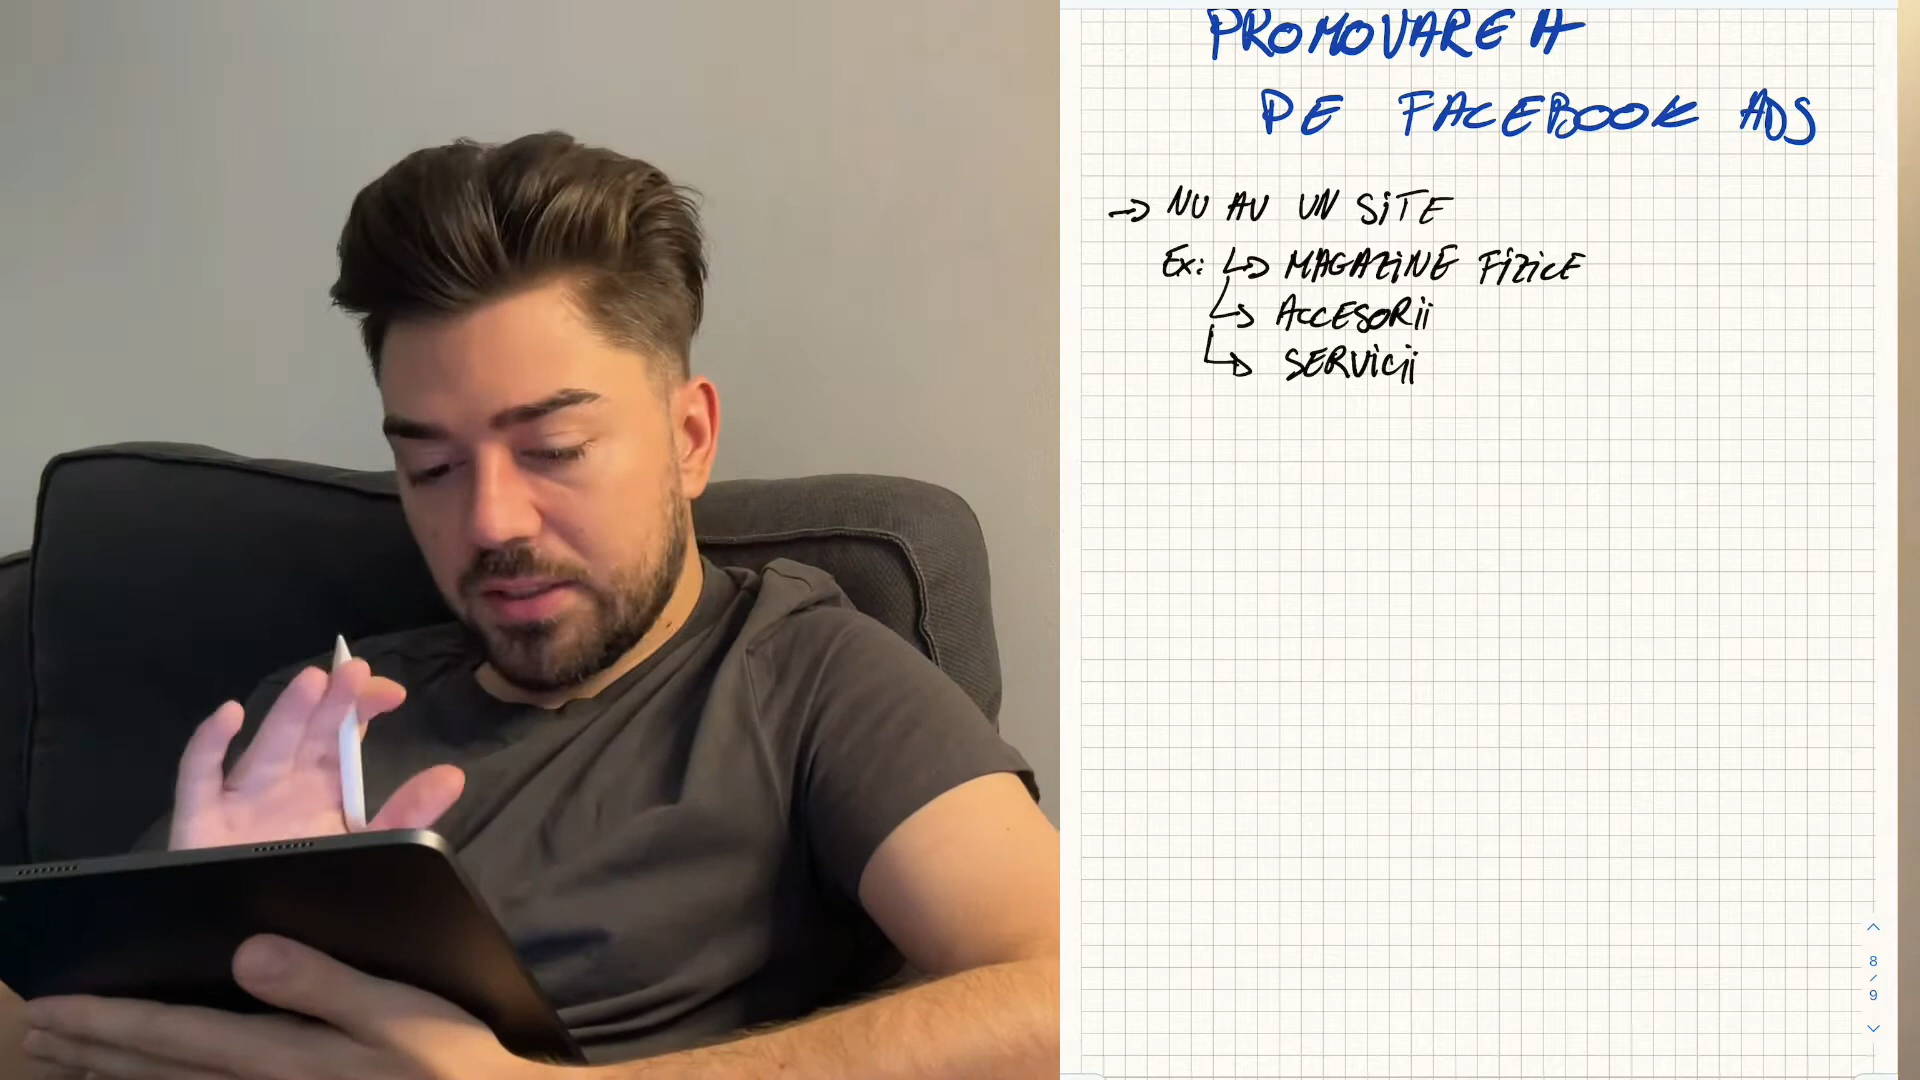 PROMOVAREA
PE FACEBOOK ADS
→ NU AU UN SITE
Ex: ↳ MAGAZINE FIZICE
↳ ACCESORII
↳ SERVICII
8
/
9